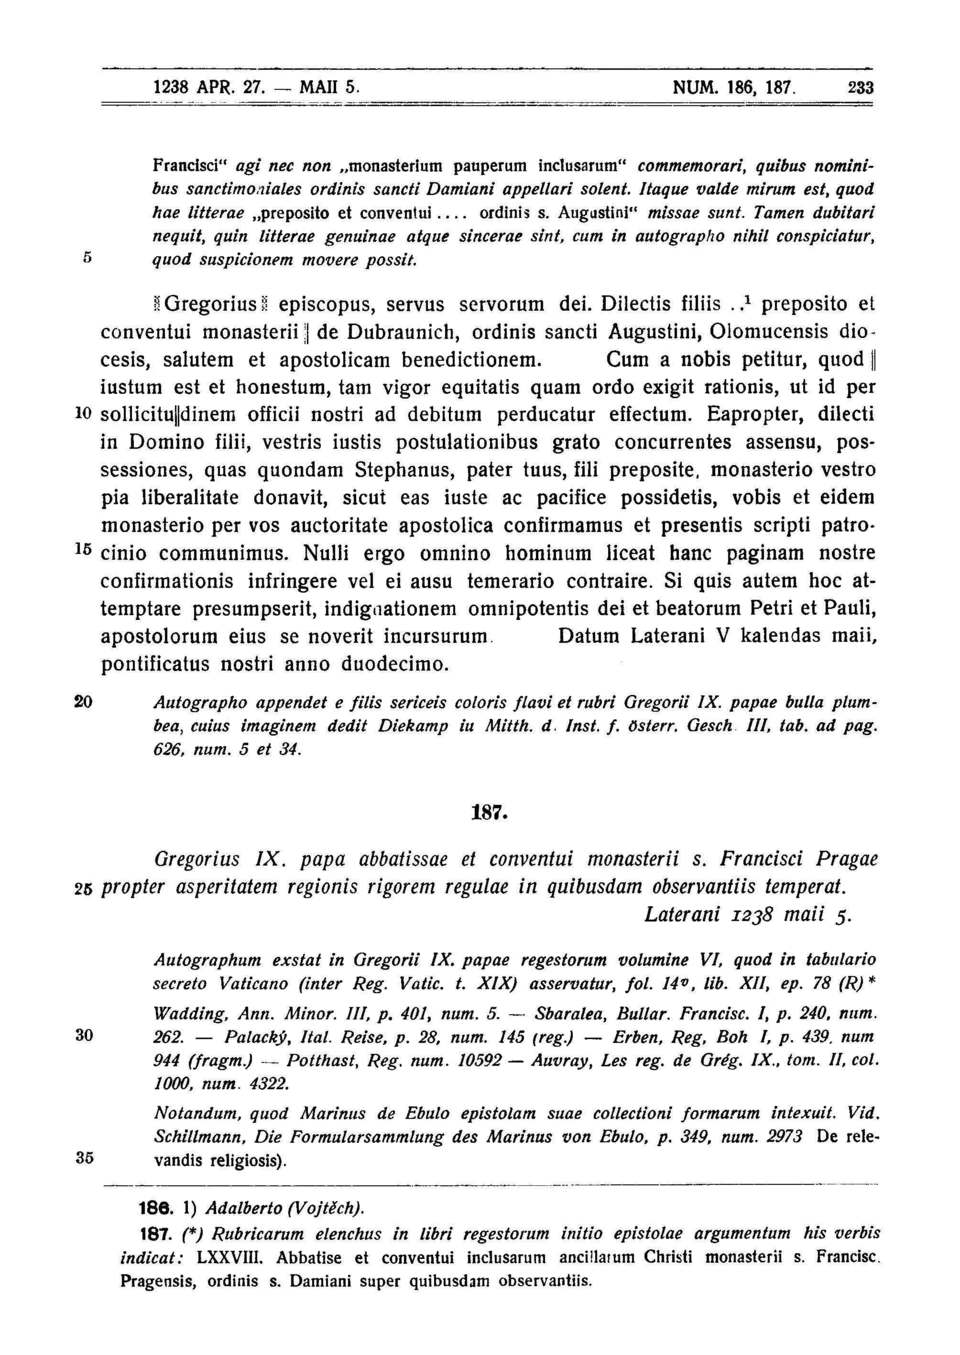 1238 APR. 27. — MAII 5. NUM. 186, 187. 233
Francisci“ agi nec non „monasterium pauperum inclusarum“ commemorari, quibus nomini-
bus sanctimoniales ordinis sancti Damiani appellari solent. Itaque valde mirum est, quod
hae litterae „preposito et conventui .... ordinis s. Augustini“ missae sunt. Tamen dubitari
nequit, quin litterae genuinae atque sincerae sint, cum in autographo nihil conspiciatur,
5 quod suspicionem movere possit.
Gregorius episcopus, servus servorum dei. Dilectis filiis ..¹ preposito et
conventui monasterii || de Dubraunich, ordinis sancti Augustini, Olomucensis dio-
cesis, salutem et apostolicam benedictionem. Cum a nobis petitur, quod ||
iustum est et honestum, tam vigor equitatis quam ordo exigit rationis, ut id per
10 sollicitu||dinem officii nostri ad debitum perducatur effectum. Eapropter, dilecti
in Domino filii, vestris iustis postulationibus grato concurrentes assensu, pos-
sessiones, quas quondam Stephanus, pater tuus, fili preposite, monasterio vestro
pia liberalitate donavit, sicut eas iuste ac pacifice possidetis, vobis et eidem
monasterio per vos auctoritate apostolica confirmamus et presentis scripti patro-
15 cinio communimus. Nulli ergo omnino hominum liceat hanc paginam nostre
confirmationis infringere vel ei ausu temerario contraire. Si quis autem hoc at-
temptare presumpserit, indignationem omnipotentis dei et beatorum Petri et Pauli,
apostolorum eius se noverit incursurum. Datum Laterani V kalendas maii,
pontificatus nostri anno duodecimo.
20 Autographo appendet e filis sericeis coloris flavi et rubri Gregorii IX. papae bulla plum-
bea, cuius imaginem dedit Diekamp iu Mitth. d. Inst. f. österr. Gesch. III, tab. ad pag.
626, num. 5 et 34.
187.
Gregorius IX. papa abbatissae et conventui monasterii s. Francisci Pragae
25 propter asperitatem regionis rigorem regulae in quibusdam observantiis temperat.
Laterani 1238 maii 5.
Autographum exstat in Gregorii IX. papae regestorum volumine VI, quod in tabulario
secreto Vaticano (inter Reg. Vatic. t. XIX) asservatur, fol. 14v, lib. XII, ep. 78 (R)*
Wadding, Ann. Minor. III, p. 401, num. 5. — Sbaralea, Bullar. Francisc. I, p. 240, num.
30 262. — Palacký, Ital. Reise, p. 28, num. 145 (reg.) — Erben, Reg. Boh I, p. 439. num
944 (fragm.) — Potthast, Reg. num. 10592 — Auvray, Les reg. de Grég. IX., tom. II, col.
1000, num. 4322.
Notandum, quod Marinus de Ebulo epistolam suae collectioni formarum intexuit. Vid.
Schillmann, Die Formularsammlung des Marinus von Ebulo, p. 349, num. 2973 De rele-
35 vandis religiosis).
186. 1) Adalberto (Vojtěch).
187. (*) Rubricarum elenchus in libri regestorum initio epistolae argumentum his verbis
indicat: LXXVIII. Abbatise et conventui inclusarum ancillarum Christi monasterii s. Francisc.
Pragensis, ordinis s. Damiani super quibusdam observantiis.